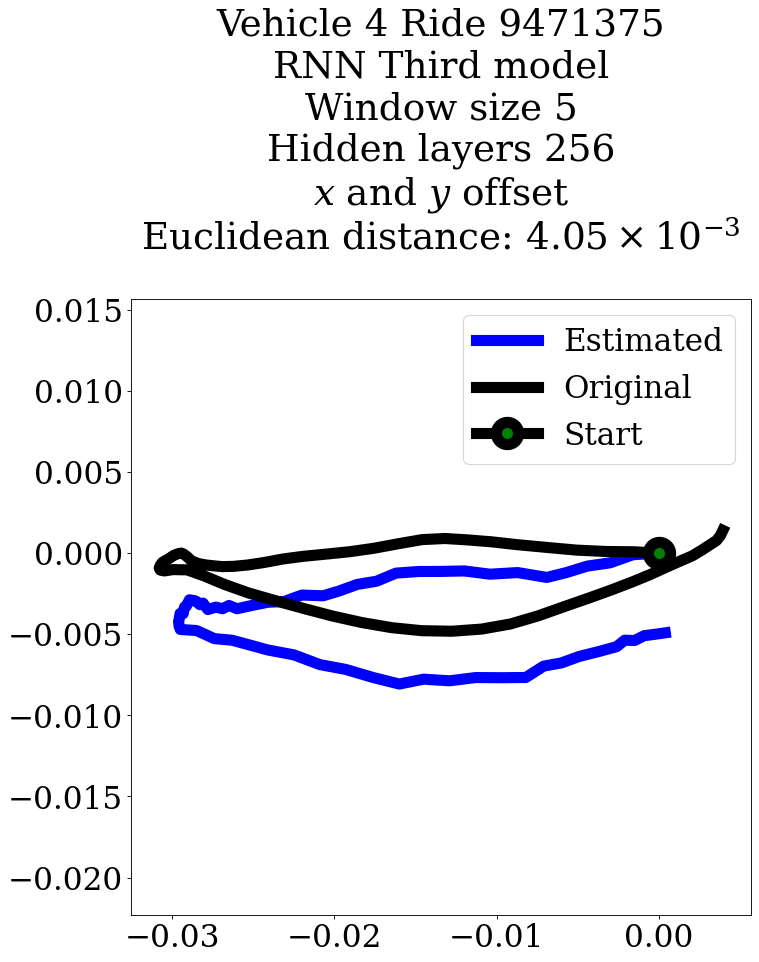 Vehicle 4 Ride 9471375
RNN Third model
Window size 5
Hidden layers 256
x and y offset
Euclidean distance: 4.05 × 10⁻³
Estimated
Original
Start
0.015
0.010
0.005
0.000
−0.005
−0.010
−0.015
−0.020
−0.03 −0.02 −0.01 0.00